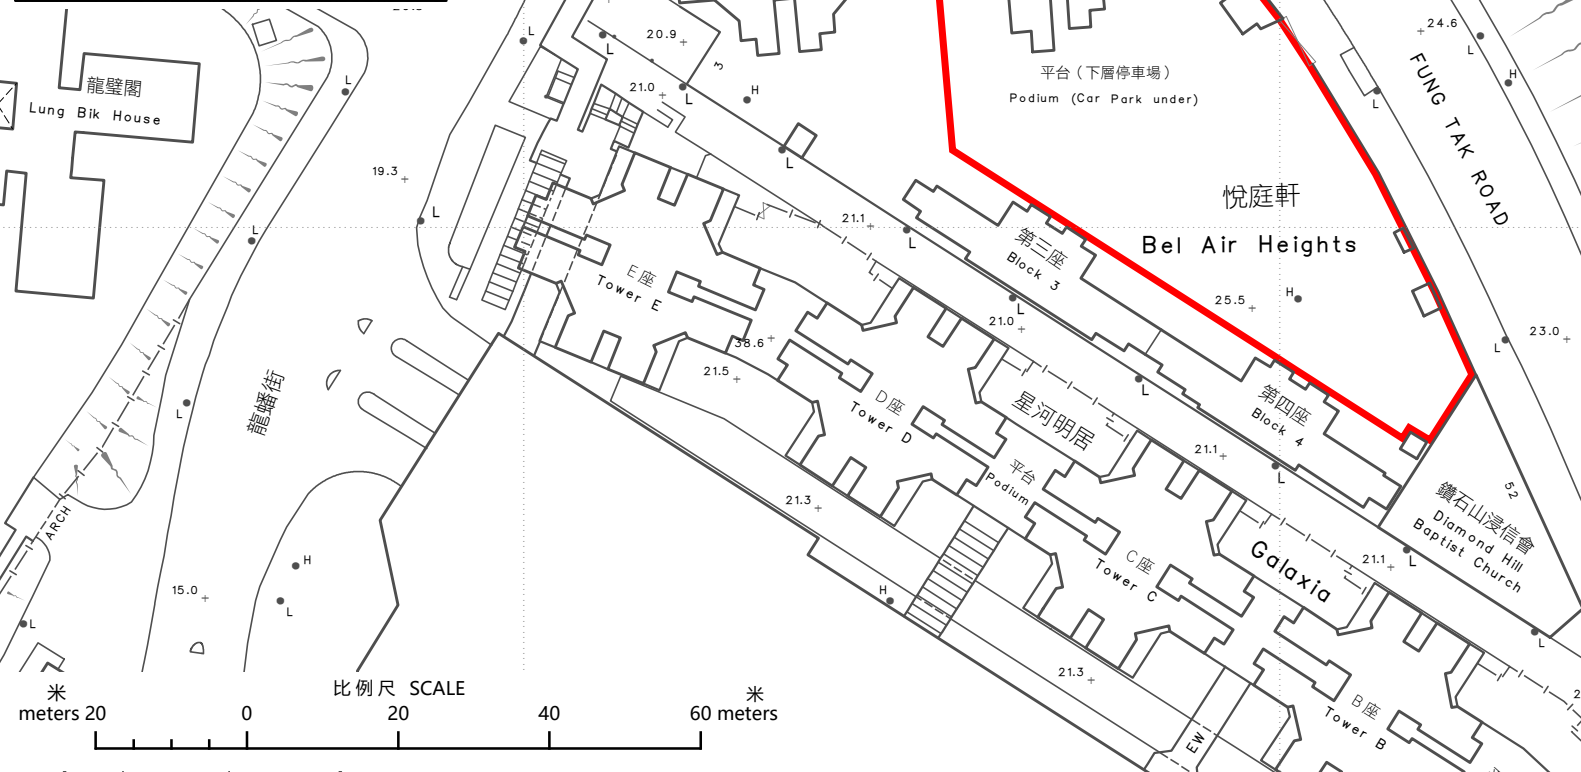 20.9
3
21.0
H
L
L
L
L
H
L
24.6
L
H
L
龍璧閣
Lung Bik House
平台（下層停車場）
Podium (Car Park under)
FUNG TAK ROAD
19.3
L
L
21.1
L
悅庭軒
Bel Air Heights
第三座
Block 3
E座
Tower E
H
25.5
L
21.0
23.0
L
38.6
21.5
L
龍蟠街
L
D座
Tower D
星河明居
第四座
Block 4
21.1
L
平台
Podium
21.3
52
鑽石山浸信會
Diamond Hill
Baptist Church
ARCH
H
L
15.0
L
H
C座
Tower C
Galaxia
21.1
L
L
21.3
B座
Tower B
EW
比例尺 SCALE
米
meters 20 0 20 40 60 meters
米